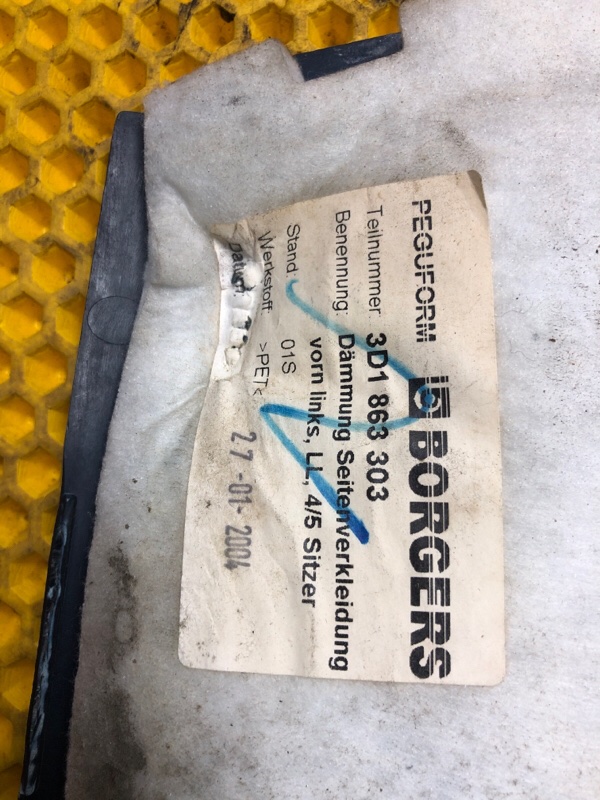 PEGUFORM BORGERS
Teilnummer: 3D1 863 303
Benennung: Dämmung Seitenverkleidung
vorn links, LL, 4/5 Sitzer
Stand: 01S
Werkstoff: >PET<
Datum:
27-01-2004